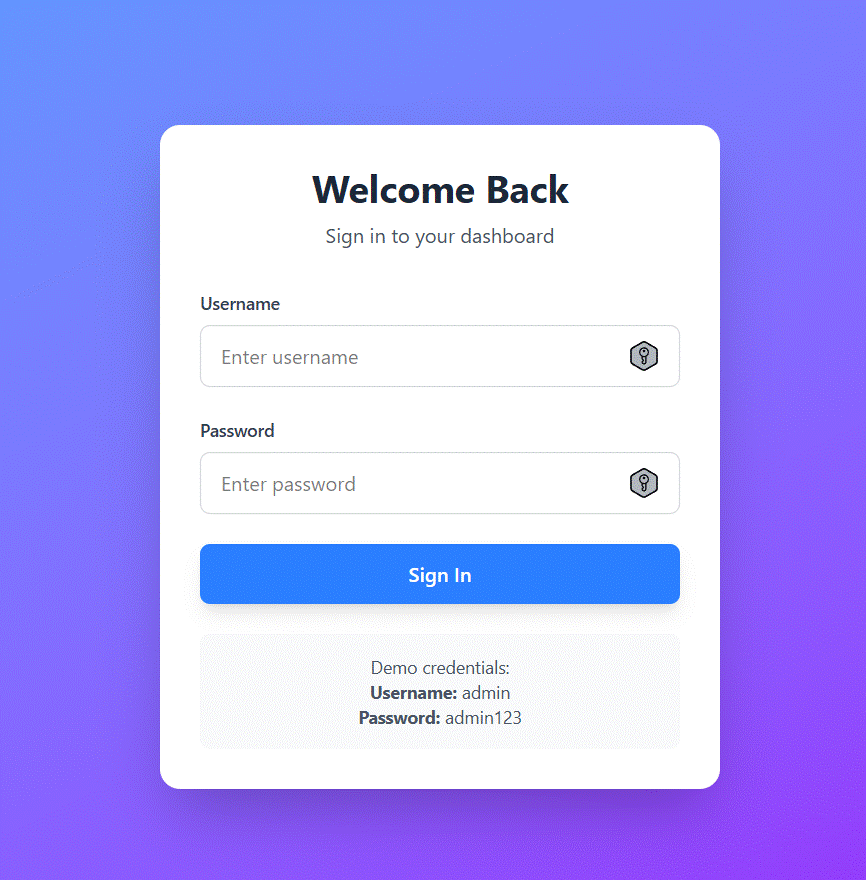 Welcome Back
Sign in to your dashboard
Username
Enter username
Password
Enter password
Sign In
Demo credentials:
Username: admin
Password: admin123